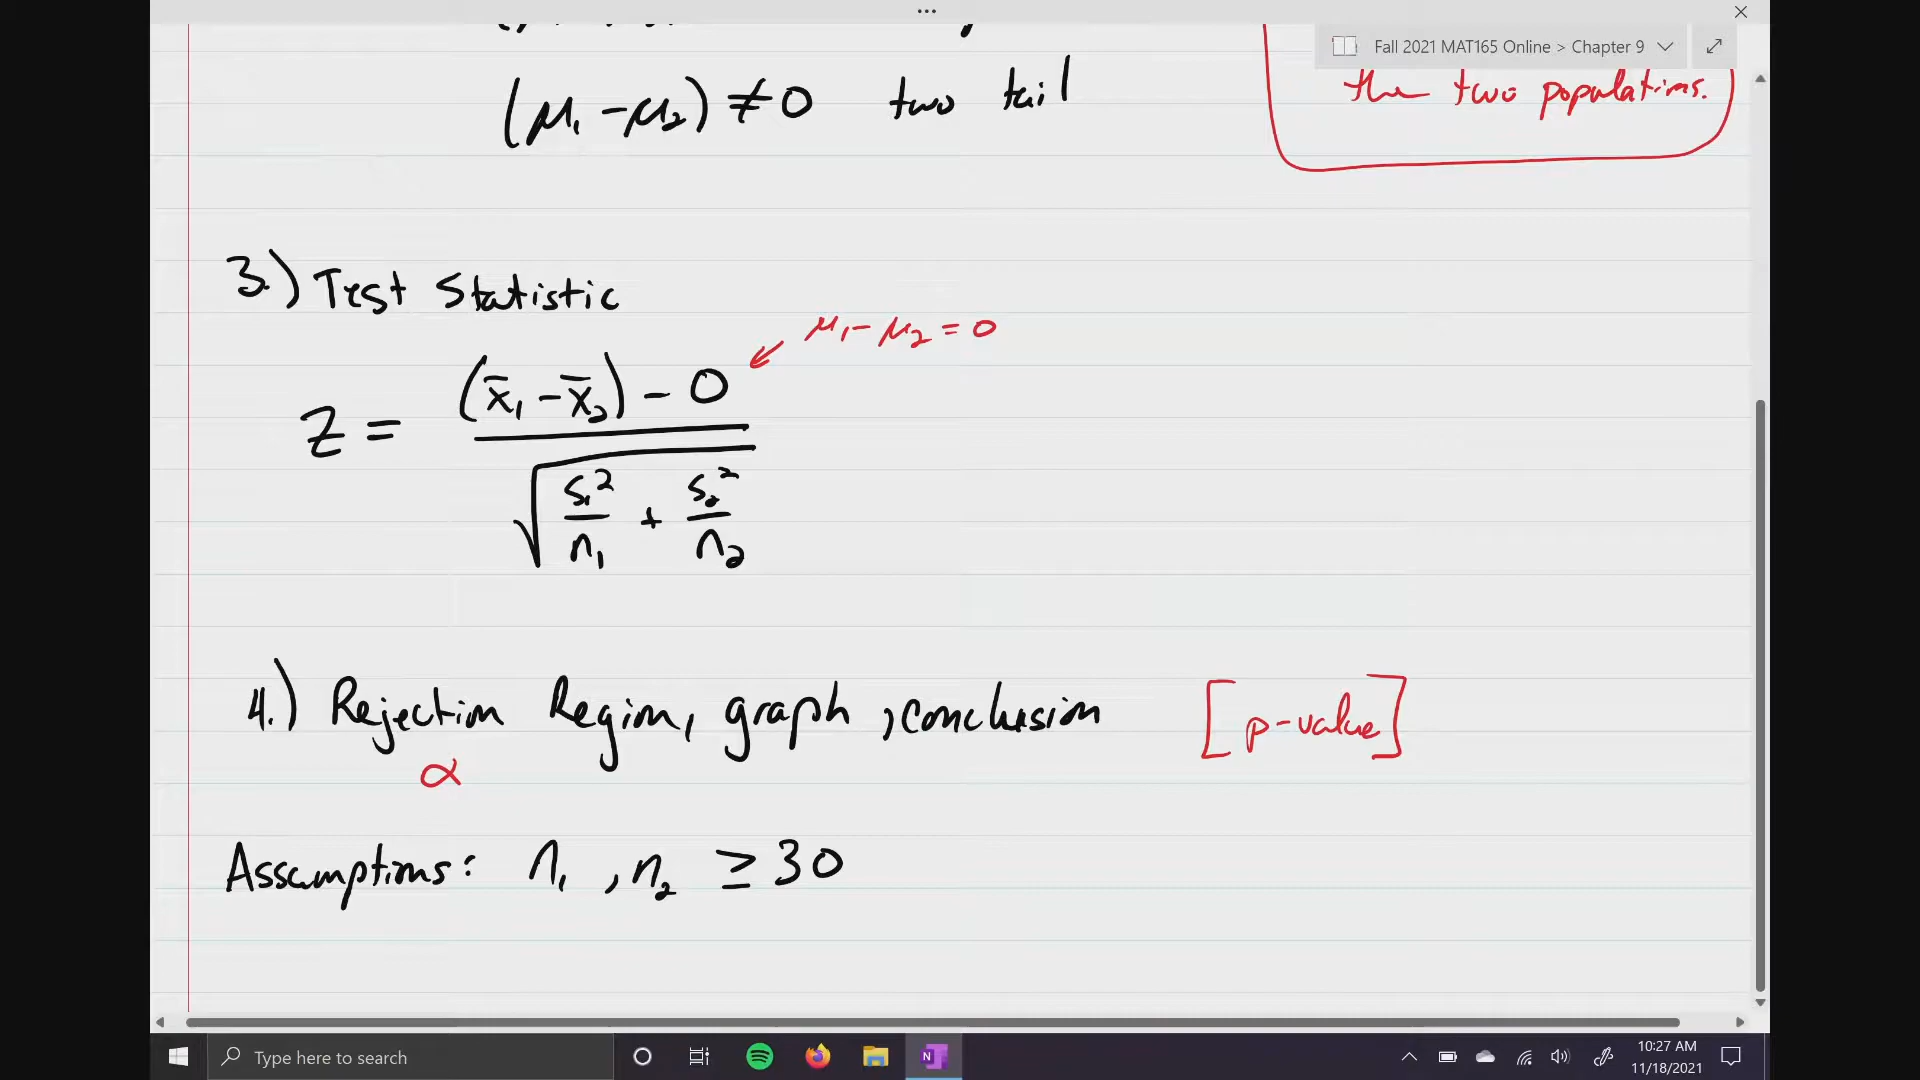 Fall 2021 MAT165 Online > Chapter 9
the two populations.
(μ₁ - μ₂) ≠ 0 two tail
3.) Test Statistic
μ₁ - μ₂ = 0
Z = ((x̄₁ - x̄₂) - 0) / √(s₁²/n₁ + s₂²/n₂)
4.) Rejection Region, graph, conclusion [p-value]
α
Assumptions: n₁, n₂ ≥ 30
Type here to search
N
10:27 AM
11/18/2021